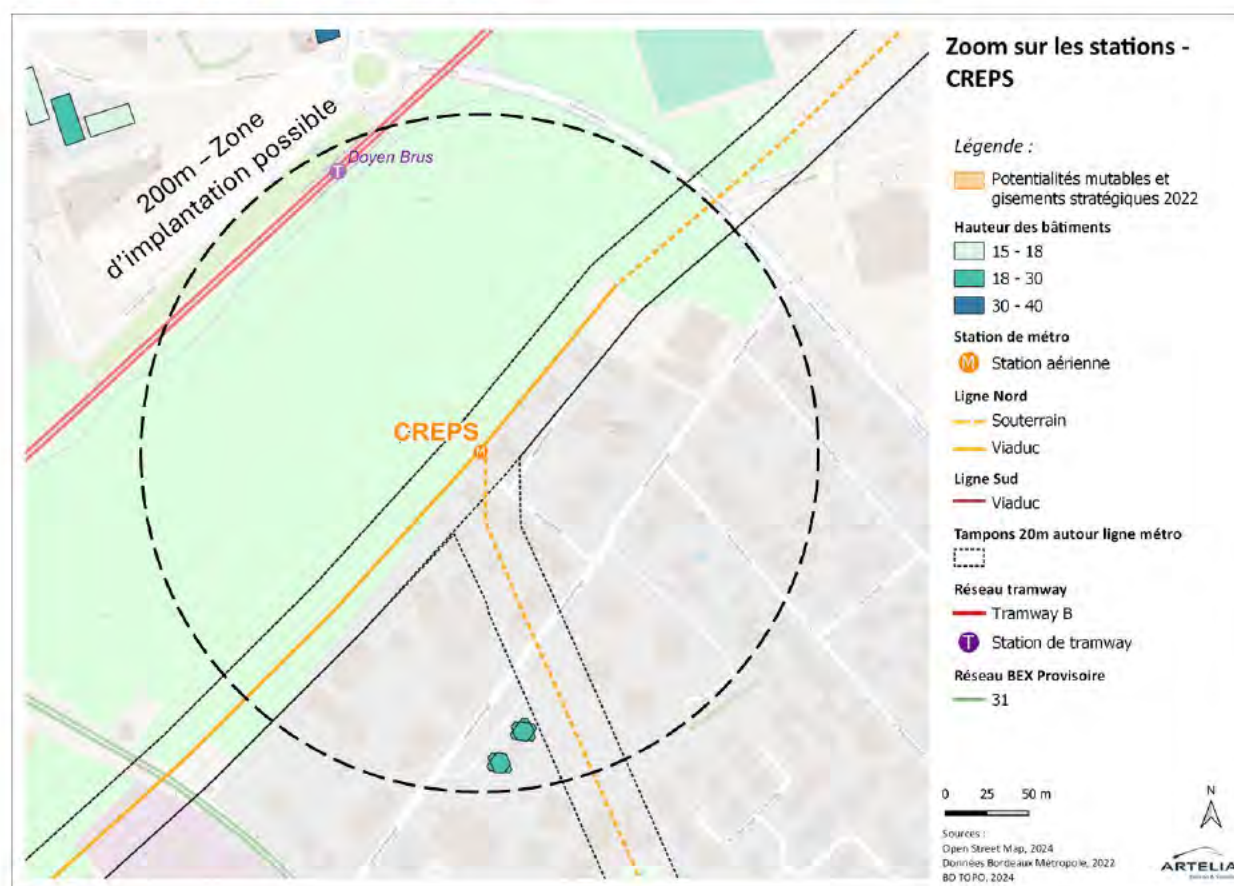 Zoom sur les stations -
CREPS
200m - Zone
d'implantation possible
Doyen Brus
T
CREPS
M
Légende :
Potentialités mutables et
gisements stratégiques 2022
Hauteur des bâtiments
15 - 18
18 - 30
30 - 40
Station de métro
M Station aérienne
Ligne Nord
Souterrain
Viaduc
Ligne Sud
Viaduc
Tampons 20m autour ligne métro
Réseau tramway
Tramway B
T Station de tramway
Réseau BEX Provisoire
31
0 25 50 m
N
Sources :
Open Street Map, 2024
Données Bordeaux Métropole, 2022
BD TOPO, 2024
ARTELIA